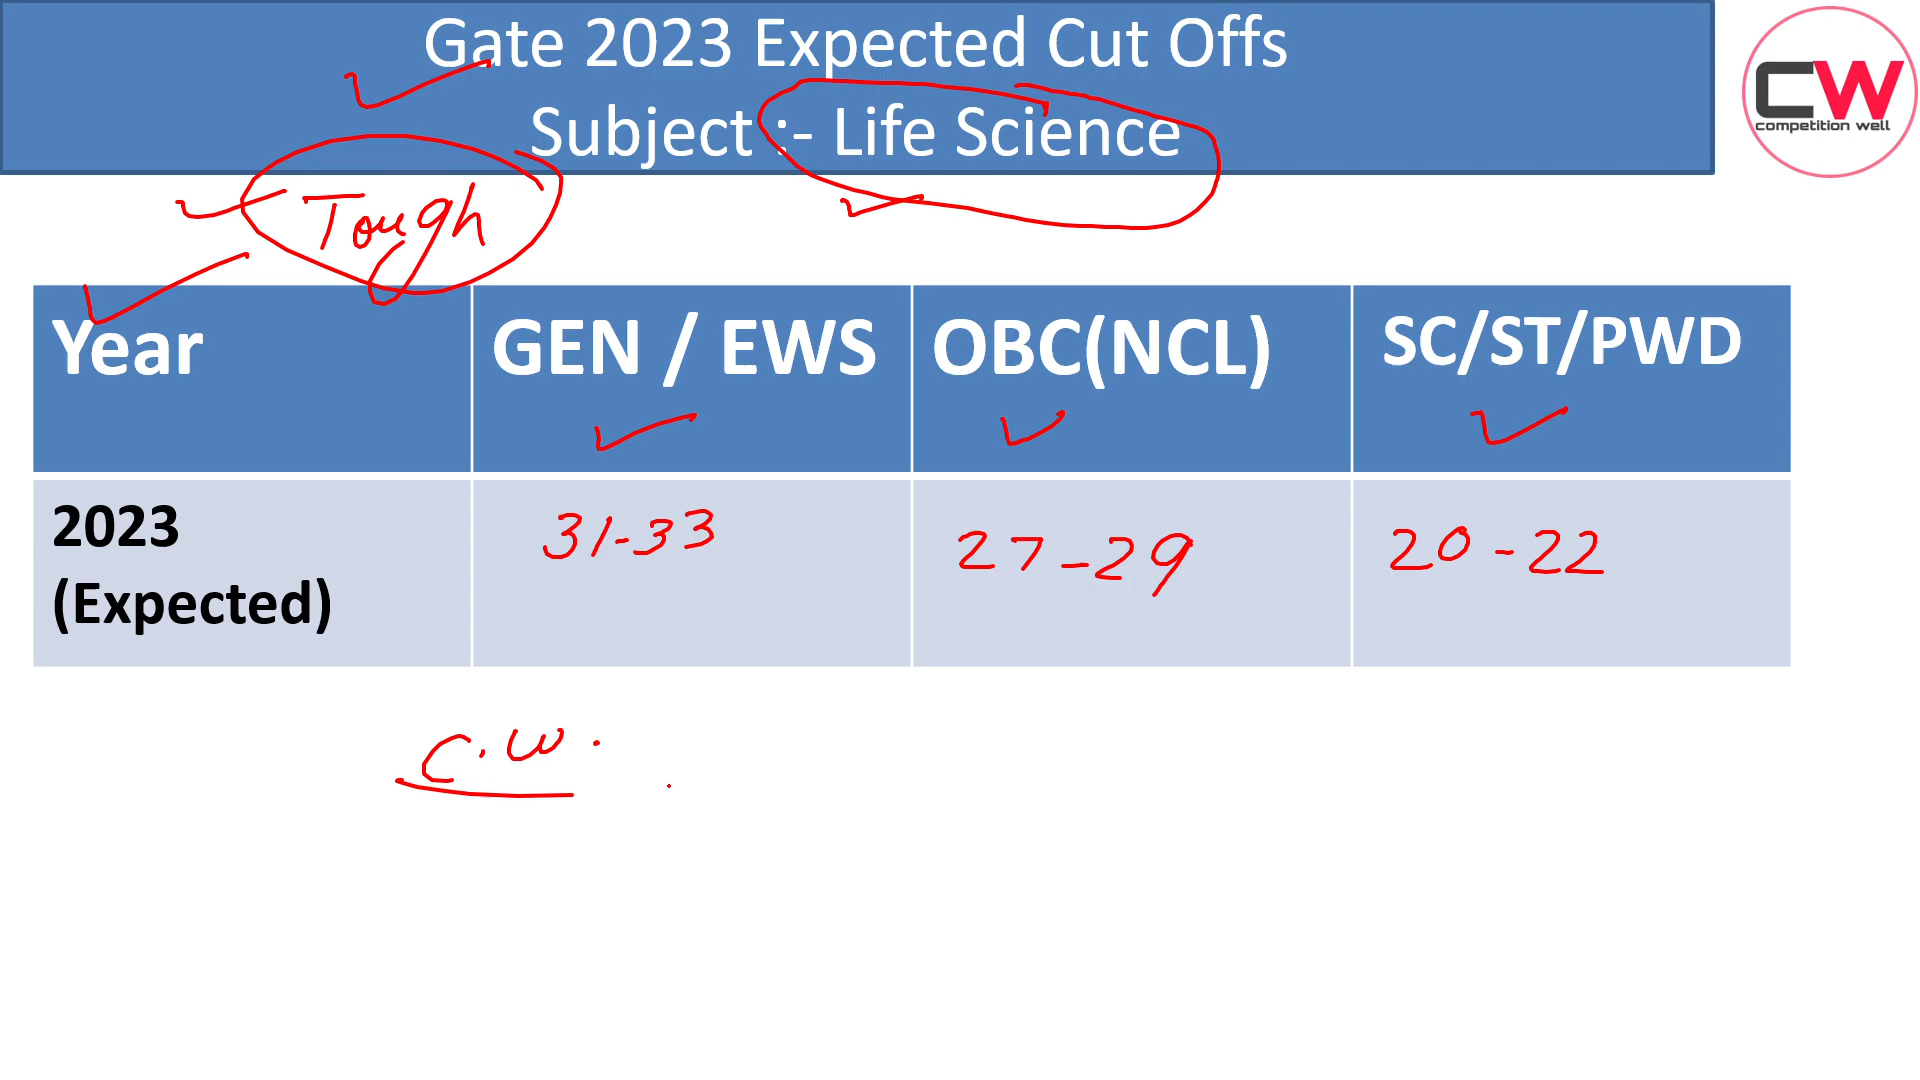 Gate 2023 Expected Cut Offs
Subject :- Life Science
CW
competition well
Tough
Year GEN / EWS OBC(NCL) SC/ST/PWD
2023 31-33 27-29 20-22
(Expected)
C.W.